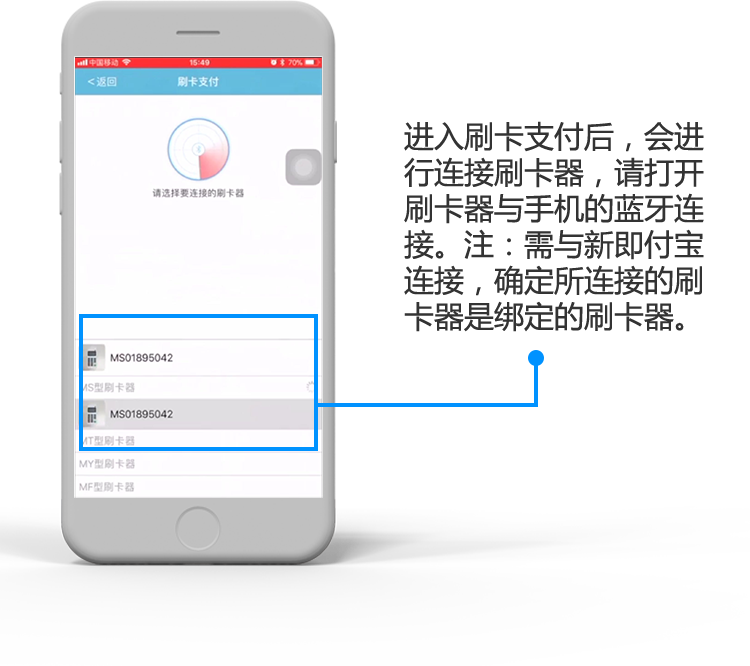 中国移动
15:49
70%
<返回
刷卡支付
请选择要连接的刷卡器
MS01895042
MS型刷卡器
MS01895042
MT型刷卡器
MY型刷卡器
MF型刷卡器
进入刷卡支付后，会进
行连接刷卡器，请打开
刷卡器与手机的蓝牙连
接。注：需与新即付宝
连接，确定所连接的刷
卡器是绑定的刷卡器。